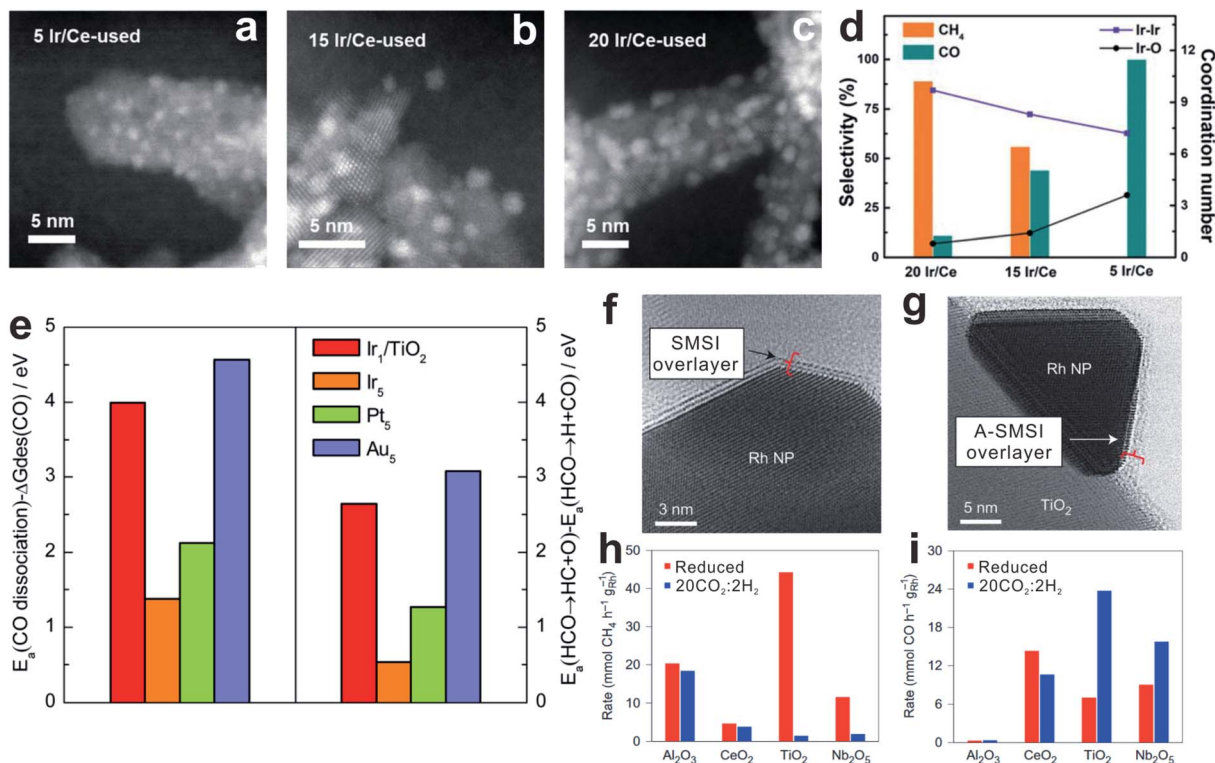 a
5 Ir/Ce-used
5 nm
b
15 Ir/Ce-used
5 nm
c
20 Ir/Ce-used
5 nm
d
CH₄
CO
Ir-Ir
Ir-O
Selectivity (%)
100
75
50
25
0
Coordination number
12
9
6
3
0
20 Ir/Ce 15 Ir/Ce 5 Ir/Ce
e
Eₐ(CO dissociation)-ΔGdes(CO) / eV
5
4
3
2
1
0
Ir₁/TiO₂
Ir₅
Pt₅
Au₅
5
4
3
2
1
0
Eₐ(HCO→HC+O)-Eₐ(HCO→H+CO) / eV
f
SMSI
overlayer
Rh NP
3 nm
g
Rh NP
A-SMSI
overlayer
TiO₂
5 nm
h
Reduced
20CO₂:2H₂
Rate (mmol CH₄ h⁻¹ g⁻¹Rh)
50
40
30
20
10
0
Al₂O₃ CeO₂ TiO₂ Nb₂O₅
i
Reduced
20CO₂:2H₂
Rate (mmol CO h⁻¹ g⁻¹Rh)
30
24
18
12
6
0
Al₂O₃ CeO₂ TiO₂ Nb₂O₅